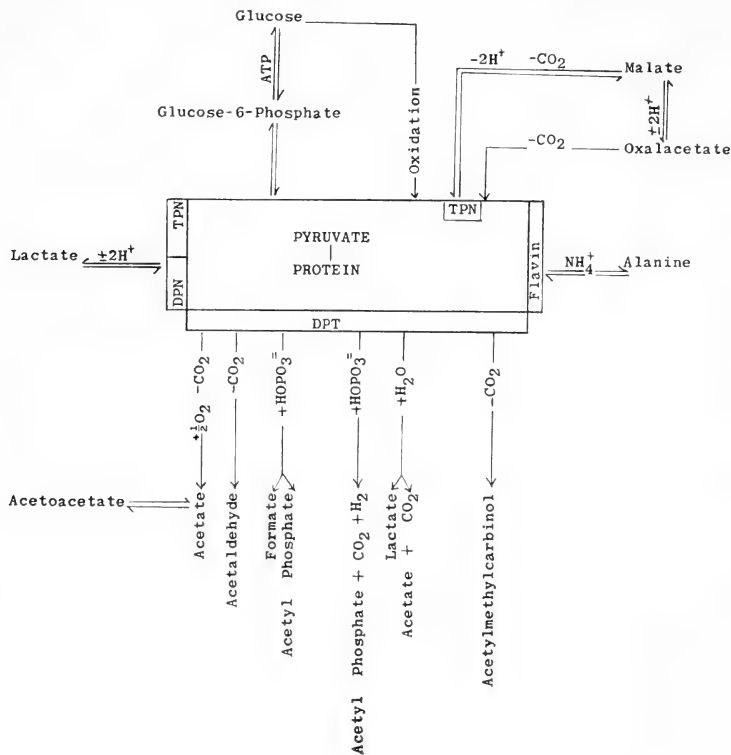 Glucose
ATP
-2H⁺ -CO₂
Malate
Glucose-6-Phosphate
Oxidation
±2H⁺
-CO₂
Oxalacetate
TPN
TPN
PYRUVATE
PROTEIN
Lactate
±2H⁺
DPN
Flavin
NH₄⁺
Alanine
DPT
+½O₂ -CO₂
-CO₂
+HOPO₃⁼
+HOPO₃⁼
+H₂O
-CO₂
Acetoacetate
Acetate
Acetaldehyde
Formate
Acetyl Phosphate
Acetyl Phosphate + CO₂ +H₂
Lactate
Acetate + CO₂
Acetylmethylcarbinol